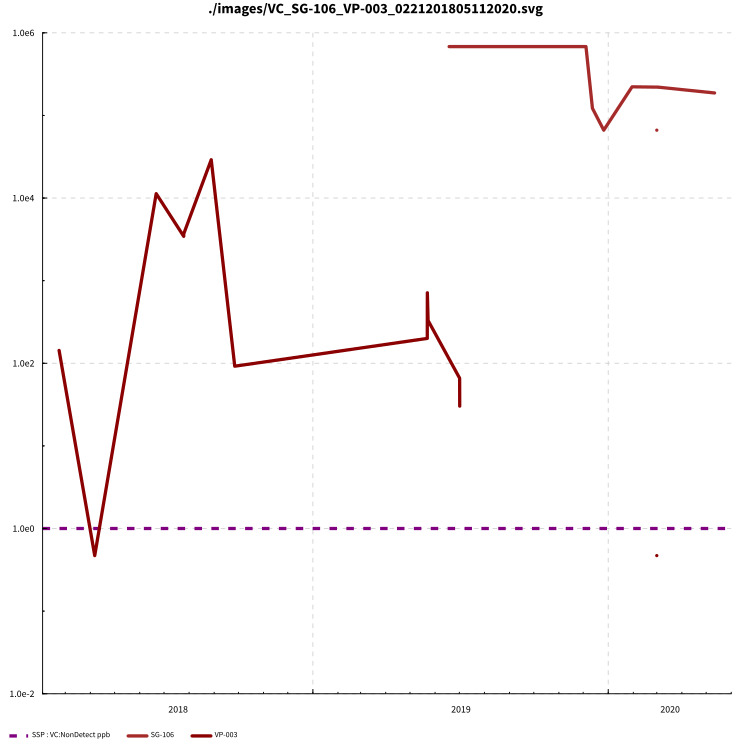 ./images/VC_SG-106_VP-003_0221201805112020.svg
1.0e6
1.0e4
1.0e2
1.0e0
1.0e-2
2018 2019 2020
SSP : VC:NonDetect ppb SG-106 VP-003